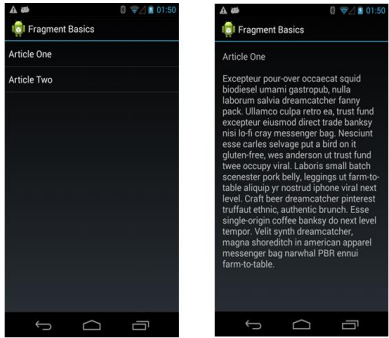 01:50
Fragment Basics
Article One
Article Two
01:50
Fragment Basics
Article One
Excepteur pour-over occaecat squid
biodiesel umami gastropub, nulla
laborum salvia dreamcatcher fanny
pack. Ullamco culpa retro ea, trust fund
excepteur eiusmod direct trade banksy
nisi lo-fi cray messenger bag. Nesciunt
esse carles selvage put a bird on it
gluten-free, wes anderson ut trust fund
twee occupy viral. Laboris small batch
scenester pork belly, leggings ut farm-to-
table aliquip yr nostrud iphone viral next
level. Craft beer dreamcatcher pinterest
truffaut ethnic, authentic brunch. Esse
single-origin coffee banksy do next level
tempor. Velit synth dreamcatcher,
magna shoreditch in american apparel
messenger bag narwhal PBR ennui
farm-to-table.